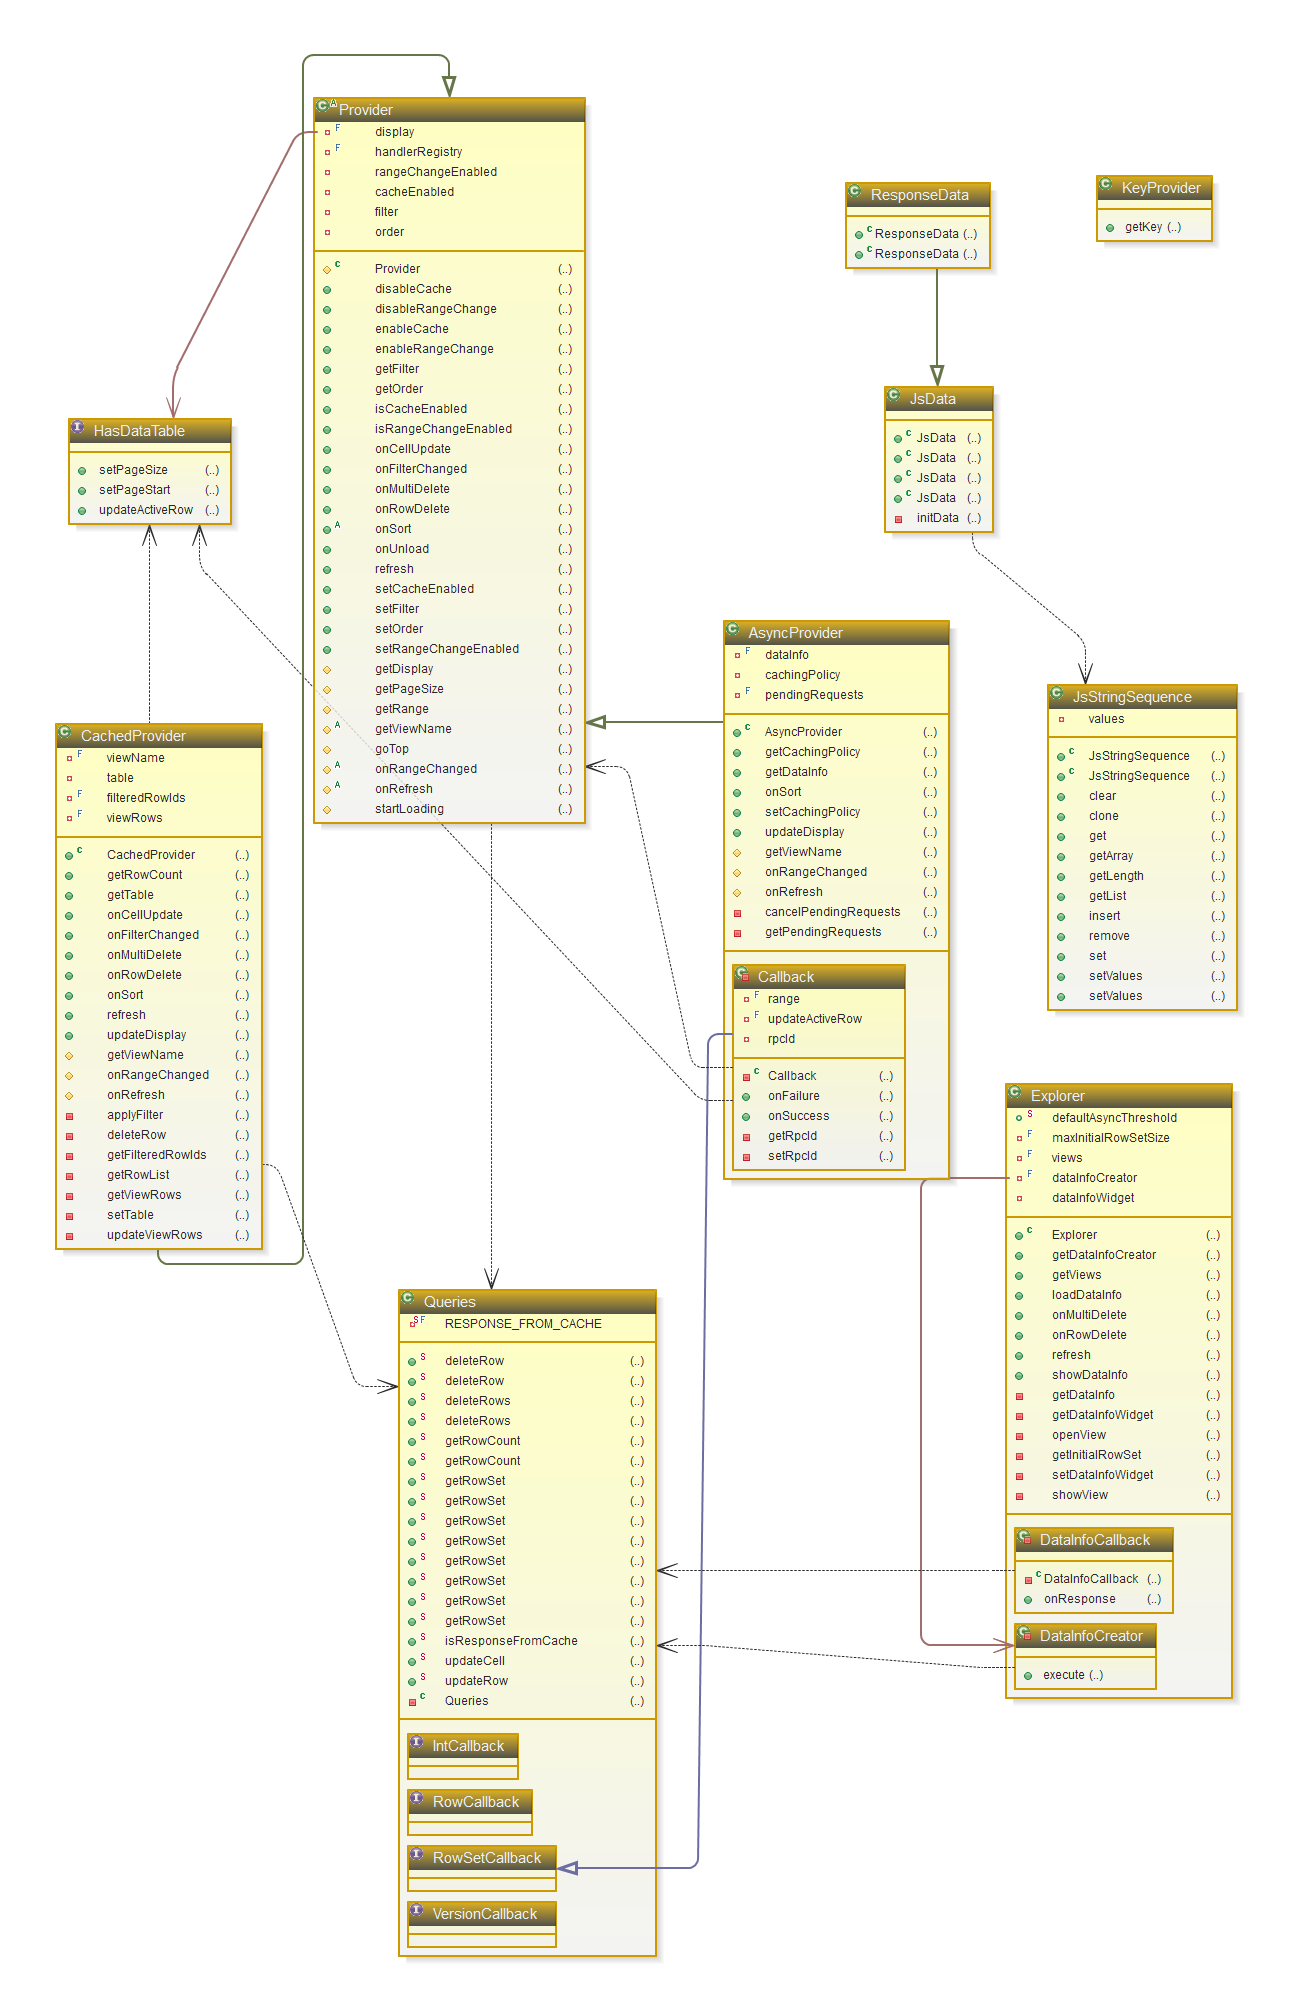 Provider
display
handlerRegistry
rangeChangeEnabled
cacheEnabled
filter
order
Provider (..)
disableCache (..)
disableRangeChange (..)
enableCache (..)
enableRangeChange (..)
getFilter (..)
getOrder (..)
isCacheEnabled (..)
isRangeChangeEnabled (..)
onCellUpdate (..)
onFilterChanged (..)
onMultiDelete (..)
onRowDelete (..)
onSort (..)
onUnload (..)
refresh (..)
setCacheEnabled (..)
setFilter (..)
setOrder (..)
setRangeChangeEnabled (..)
getDisplay (..)
getPageSize (..)
getRange (..)
getViewName (..)
goTop (..)
onRangeChanged (..)
onRefresh (..)
startLoading (..)
ResponseData
ResponseData (..)
ResponseData (..)
KeyProvider
getKey (..)
JsData
JsData (..)
JsData (..)
JsData (..)
JsData (..)
initData (..)
HasDataTable
setPageSize (..)
setPageStart (..)
updateActiveRow (..)
AsyncProvider
dataInfo
cachingPolicy
pendingRequests
AsyncProvider (..)
getCachingPolicy (..)
getDataInfo (..)
onSort (..)
setCachingPolicy (..)
updateDisplay (..)
getViewName (..)
onRangeChanged (..)
onRefresh (..)
cancelPendingRequests (..)
getPendingRequests (..)
Callback
range
updateActiveRow
rpcId
Callback (..)
onFailure (..)
onSuccess (..)
getRpcId (..)
setRpcId (..)
JsStringSequence
values
JsStringSequence (..)
JsStringSequence (..)
clear (..)
clone (..)
get (..)
getArray (..)
getLength (..)
getList (..)
insert (..)
remove (..)
set (..)
setValues (..)
setValues (..)
CachedProvider
viewName
table
filteredRowIds
viewRows
CachedProvider (..)
getRowCount (..)
getTable (..)
onCellUpdate (..)
onFilterChanged (..)
onMultiDelete (..)
onRowDelete (..)
onSort (..)
refresh (..)
updateDisplay (..)
getViewName (..)
onRangeChanged (..)
onRefresh (..)
applyFilter (..)
deleteRow (..)
getFilteredRowIds (..)
getRowList (..)
getViewRows (..)
setTable (..)
updateViewRows (..)
Explorer
defaultAsyncThreshold
maxInitialRowSetSize
views
dataInfoCreator
dataInfoWidget
Explorer (..)
getDataInfoCreator (..)
getViews (..)
loadDataInfo (..)
onMultiDelete (..)
onRowDelete (..)
refresh (..)
showDataInfo (..)
getDataInfo (..)
getDataInfoWidget (..)
openView (..)
getInitialRowSet (..)
setDataInfoWidget (..)
showView (..)
DataInfoCallback
DataInfoCallback (..)
onResponse (..)
DataInfoCreator
execute (..)
Queries
RESPONSE_FROM_CACHE
deleteRow (..)
deleteRow (..)
deleteRows (..)
deleteRows (..)
getRowCount (..)
getRowCount (..)
getRowSet (..)
getRowSet (..)
getRowSet (..)
getRowSet (..)
getRowSet (..)
getRowSet (..)
getRowSet (..)
getRowSet (..)
isResponseFromCache (..)
updateCell (..)
updateRow (..)
Queries (..)
IntCallback
RowCallback
RowSetCallback
VersionCallback